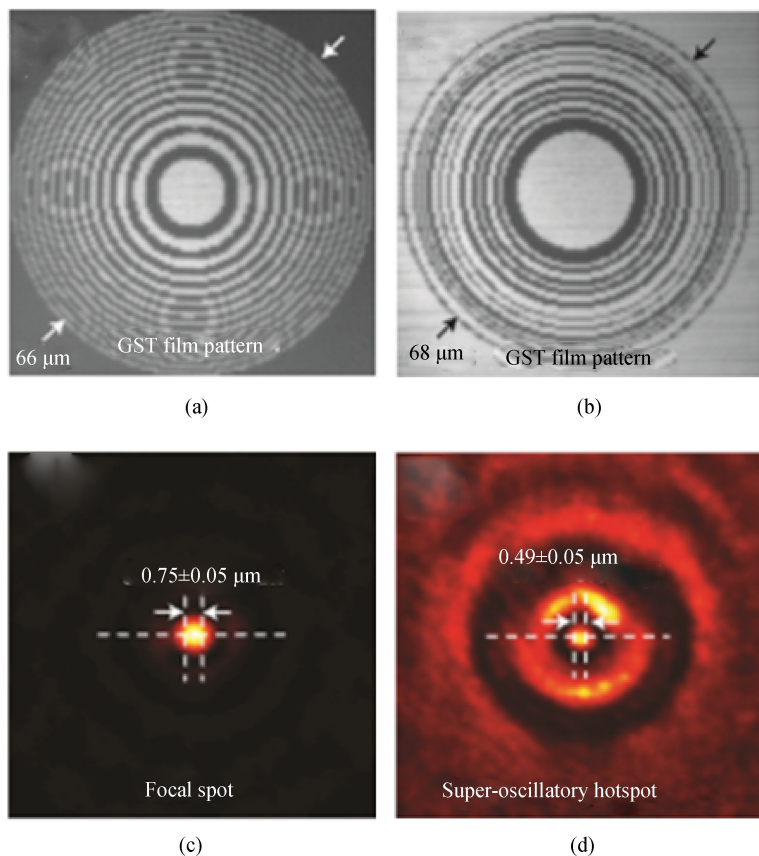 66 μm
GST film pattern
68 μm
GST film pattern
(a)
(b)
0.75±0.05 μm
Focal spot
0.49±0.05 μm
Super-oscillatory hotspot
(c)
(d)